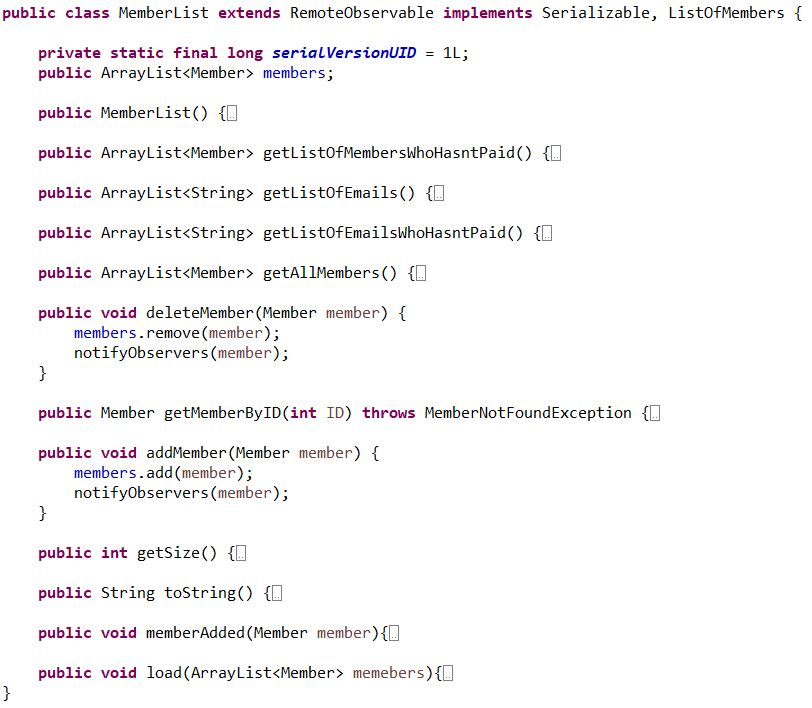 public class MemberList extends RemoteObservable implements Serializable, ListOfMembers {
private static final long serialVersionUID = 1L;
public ArrayList<Member> members;
public MemberList() {..
public ArrayList<Member> getListOfMembersWhoHasntPaid() {..
public ArrayList<String> getListOfEmails() {..
public ArrayList<String> getListOfEmailsWhoHasntPaid() {..
public ArrayList<Member> getAllMembers() {..
public void deleteMember(Member member) {
members.remove(member);
notifyObservers(member);
}
public Member getMemberByID(int ID) throws MemberNotFoundException {..
public void addMember(Member member) {
members.add(member);
notifyObservers(member);
}
public int getSize() {..
public String toString() {..
public void memberAdded(Member member){..
public void load(ArrayList<Member> memebers){..
}